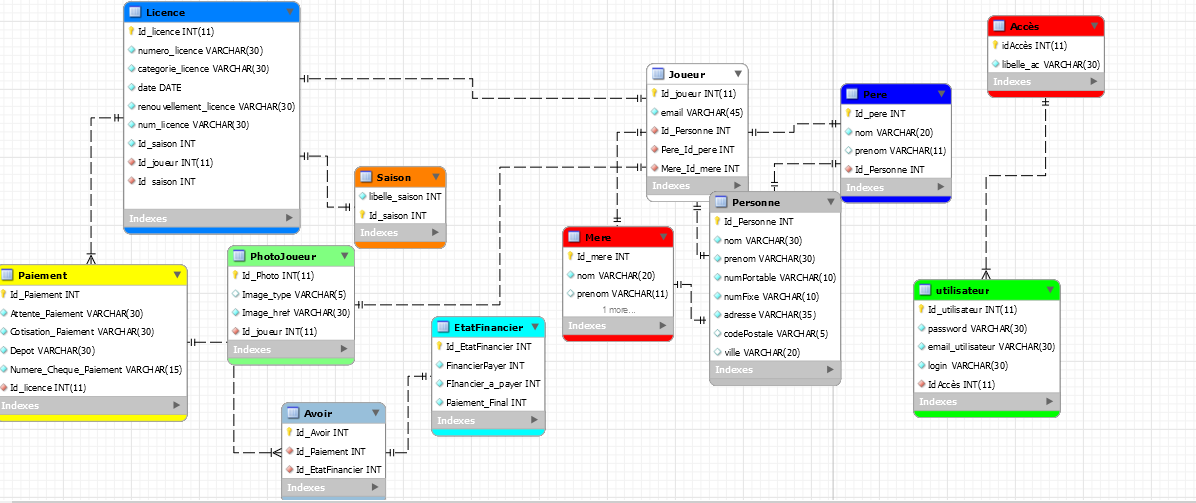 Licence
Id_licence INT(11)
numero_licence VARCHAR(30)
categorie_licence VARCHAR(30)
date DATE
renouvellement_licence VARCHAR(30)
num_licence VARCHAR(30)
Id_saison INT
Id_joueur INT(11)
Id_saison INT
Indexes
Saison
libelle_saison INT
Id_saison INT
Indexes
Joueur
Id_joueur INT(11)
email VARCHAR(45)
Id_Personne INT
Pere_Id_pere INT
Mere_Id_mere INT
Indexes
Pere
Id_pere INT
nom VARCHAR(20)
prenom VARCHAR(11)
Id_Personne INT
Indexes
Accès
idAccès INT(11)
libelle_ac VARCHAR(30)
Indexes
Personne
Id_Personne INT
nom VARCHAR(30)
prenom VARCHAR(30)
numPortable VARCHAR(10)
numFixe VARCHAR(10)
adresse VARCHAR(35)
codePostale VARCHAR(5)
ville VARCHAR(20)
Indexes
Mere
Id_mere INT
nom VARCHAR(20)
prenom VARCHAR(11)
1 more...
Indexes
Paiement
Id_Paiement INT
Attente_Paiement VARCHAR(30)
Cotisation_Paiement VARCHAR(30)
Depot VARCHAR(30)
Numere_Cheque_Paiement VARCHAR(15)
Id_licence INT(11)
Indexes
PhotoJoueur
Id_Photo INT(11)
Image_type VARCHAR(5)
Image_href VARCHAR(30)
Id_joueur INT(11)
Indexes
EtatFinancier
Id_EtatFinancier INT
FinancierPayer INT
FInancier_a_payer INT
Paiement_Final INT
Indexes
utilisateur
Id_utilisateur INT(11)
password VARCHAR(30)
email_utilisateur VARCHAR(30)
login VARCHAR(30)
IdAccès INT(11)
Indexes
Avoir
Id_Avoir INT
Id_Paiement INT
Id_EtatFinancier INT
Indexes